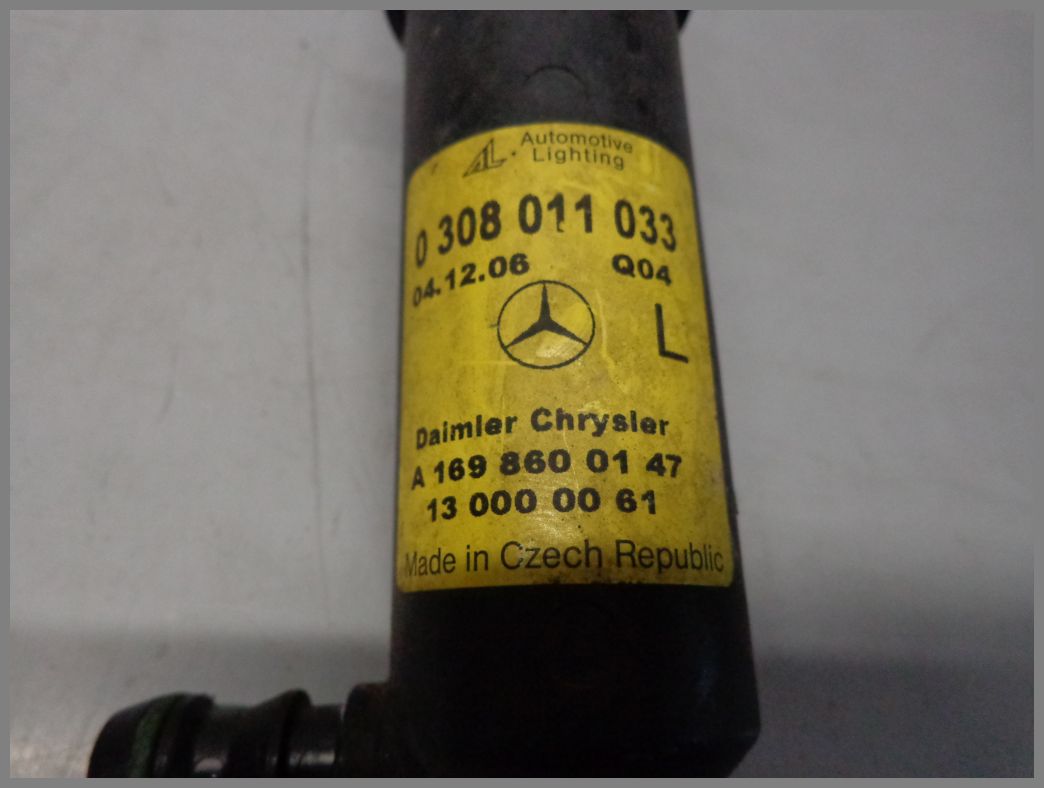 AL Automotive
Lighting
0 308 011 033
04.12.06 Q04
L
Daimler Chrysler
A 169 860 01 47
13 000 00 61
Made in Czech Republic